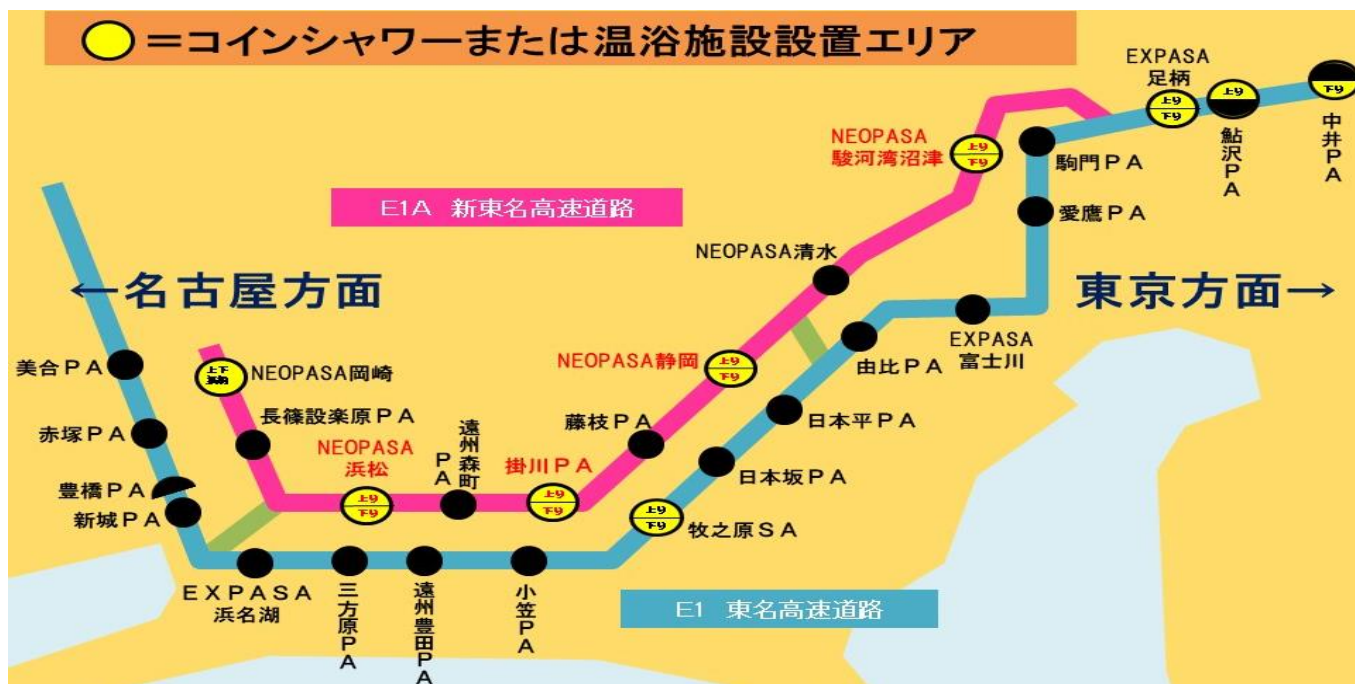 ＝コインシャワーまたは温浴施設設置エリア
EXPASA
足柄
上り
下り
上り
鮎沢ＰＡ
下り
中井ＰＡ
NEOPASA
駿河湾沼津
上り
下り
駒門ＰＡ
E1A 新東名高速道路
愛鷹ＰＡ
NEOPASA清水
←名古屋方面
東京方面→
EXPASA
富士川
由比ＰＡ
NEOPASA静岡
上り
下り
美合ＰＡ
上下
NEOPASA岡崎
長篠設楽原ＰＡ
赤塚ＰＡ
遠州森町
ＰＡ
藤枝ＰＡ
日本平ＰＡ
NEOPASA
浜松
上り
下り
掛川ＰＡ
上り
下り
日本坂ＰＡ
豊橋ＰＡ
新城ＰＡ
上り
下り
牧之原ＳＡ
ＥＸＰＡＳＡ
浜名湖
三方原ＰＡ
遠州豊田ＰＡ
小笠ＰＡ
E1 東名高速道路